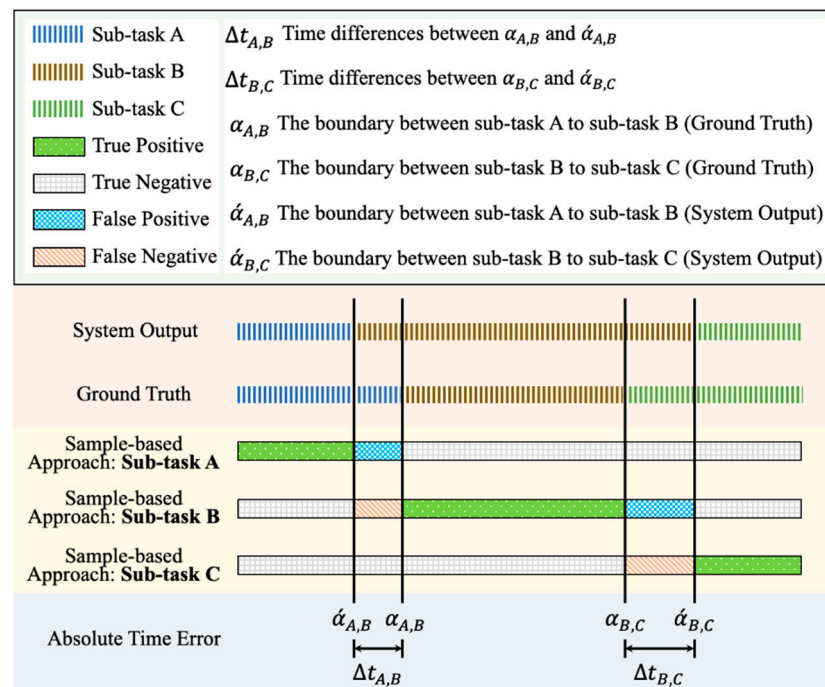 Sub-task A
Sub-task B
Sub-task C
True Positive
True Negative
False Positive
False Negative
Δt_{A,B} Time differences between α_{A,B} and ά_{A,B}
Δt_{B,C} Time differences between α_{B,C} and ά_{B,C}
α_{A,B} The boundary between sub-task A to sub-task B (Ground Truth)
α_{B,C} The boundary between sub-task B to sub-task C (Ground Truth)
ά_{A,B} The boundary between sub-task A to sub-task B (System Output)
ά_{B,C} The boundary between sub-task B to sub-task C (System Output)
System Output
Ground Truth
Sample-based
Approach: Sub-task A
Sample-based
Approach: Sub-task B
Sample-based
Approach: Sub-task C
Absolute Time Error
ά_{A,B} α_{A,B} α_{B,C} ά_{B,C}
Δt_{A,B} Δt_{B,C}